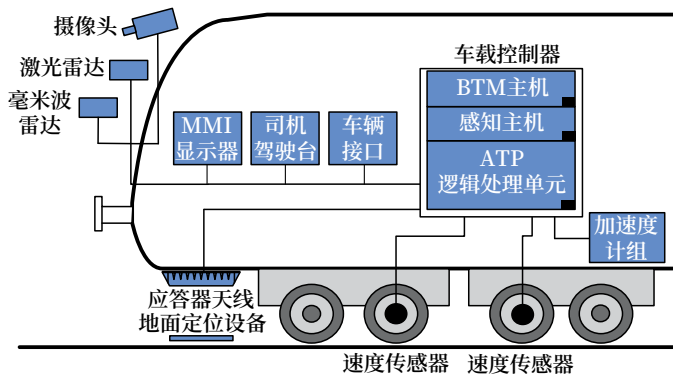 摄像头
激光雷达
毫米波
雷达
MMI
显示器
司机
驾驶台
车辆
接口
车载控制器
BTM主机
感知主机
ATP
逻辑处理单元
加速度
计组
应答器天线
地面定位设备
速度传感器
速度传感器